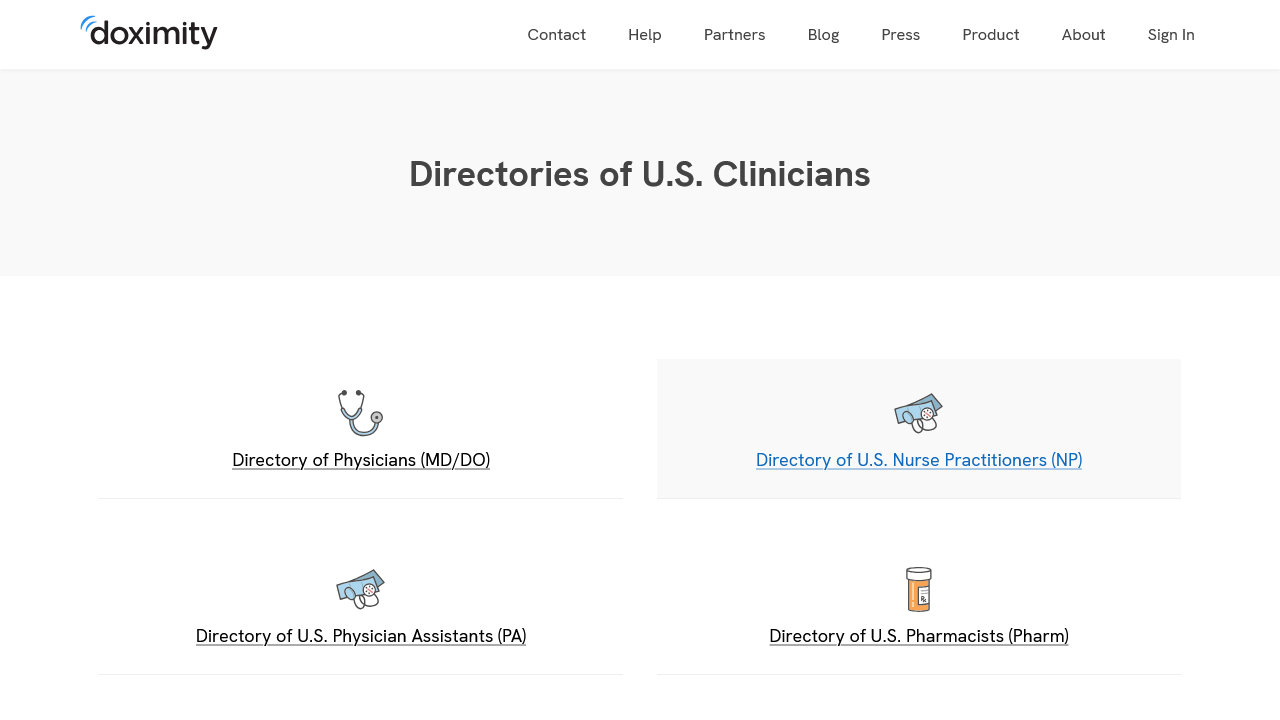 doximity
Contact Help Partners Blog Press Product About Sign In
Directories of U.S. Clinicians
Directory of Physicians (MD/DO)
Directory of U.S. Nurse Practitioners (NP)
Directory of U.S. Physician Assistants (PA)
Directory of U.S. Pharmacists (Pharm)